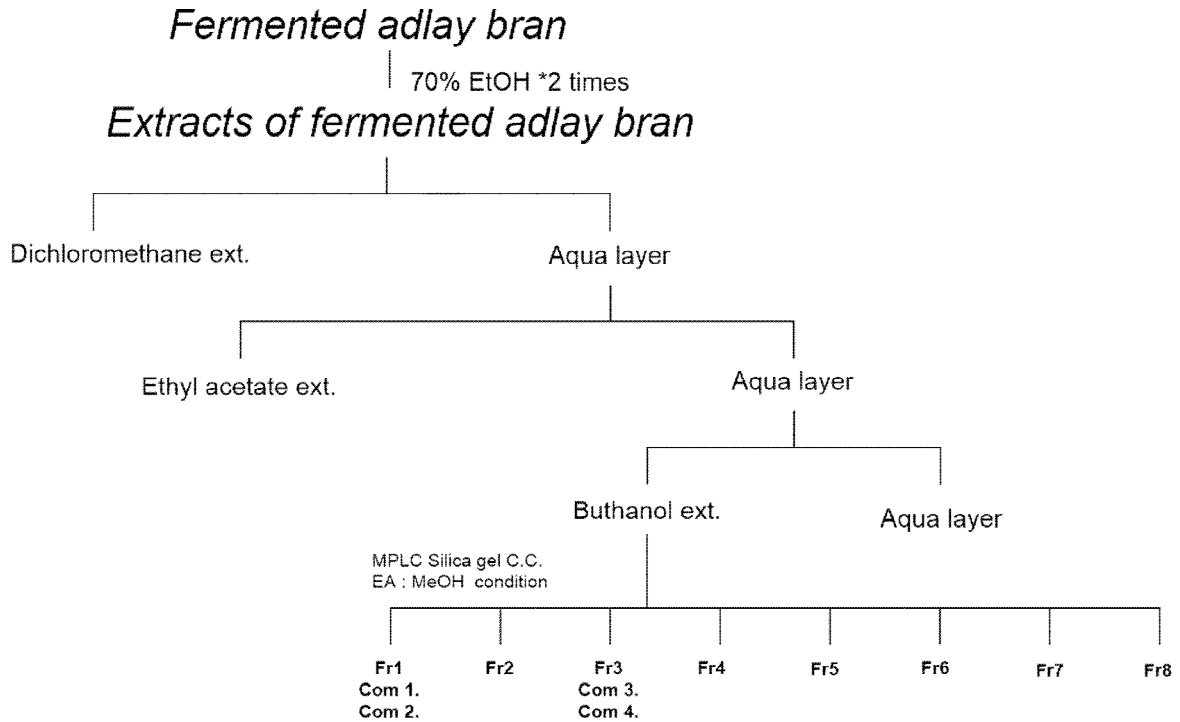 Fermented adlay bran
70% EtOH *2 times
Extracts of fermented adlay bran
Dichloromethane ext.
Aqua layer
Ethyl acetate ext.
Aqua layer
Buthanol ext.
Aqua layer
MPLC Silica gel C.C.
EA : MeOH condition
Fr1 Fr2 Fr3 Fr4 Fr5 Fr6 Fr7 Fr8
Com 1. Com 3.
Com 2. Com 4.